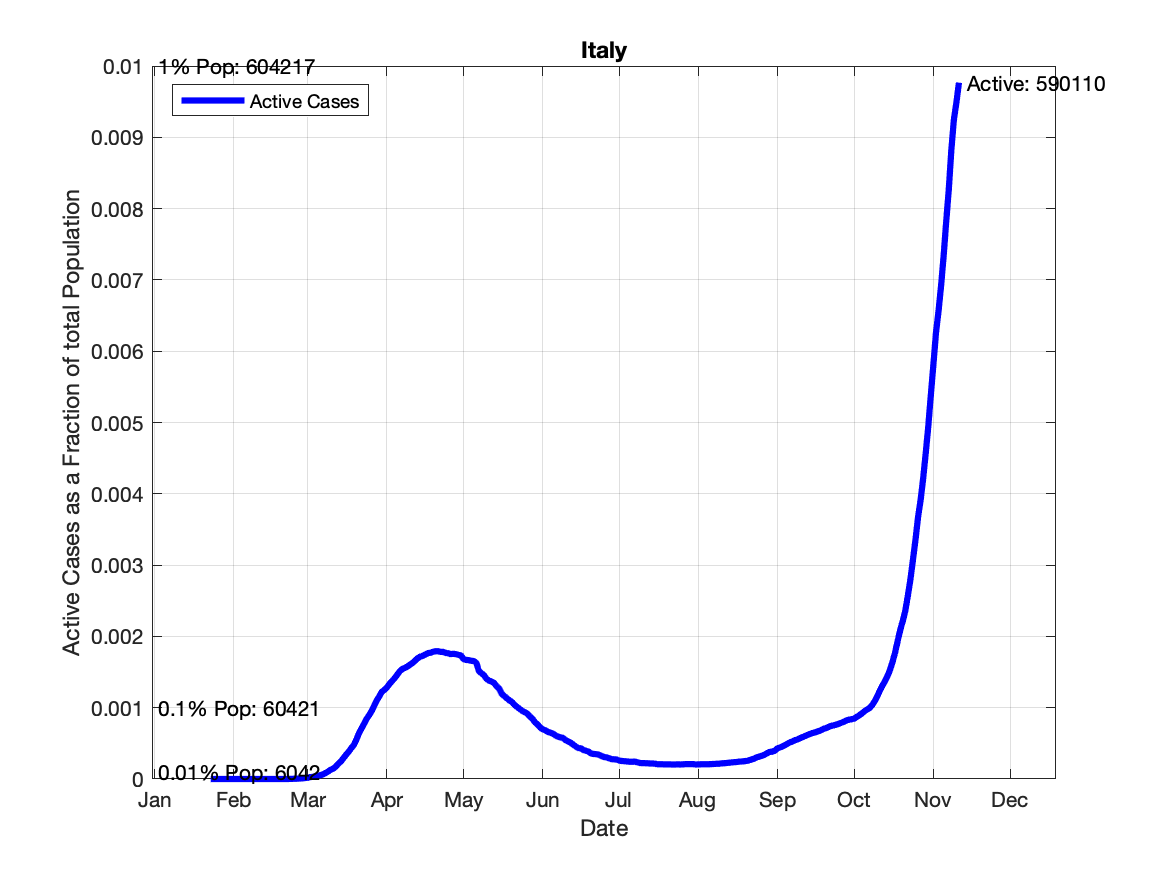 Italy
0.01
1% Pop: 604217
Active Cases
Active: 590110
0.009
0.008
0.007
0.006
0.005
0.004
0.003
0.002
0.001
0.1% Pop: 60421
0
0.01% Pop: 6042
Active Cases as a Fraction of total Population
Jan Feb Mar Apr May Jun Jul Aug Sep Oct Nov Dec
Date